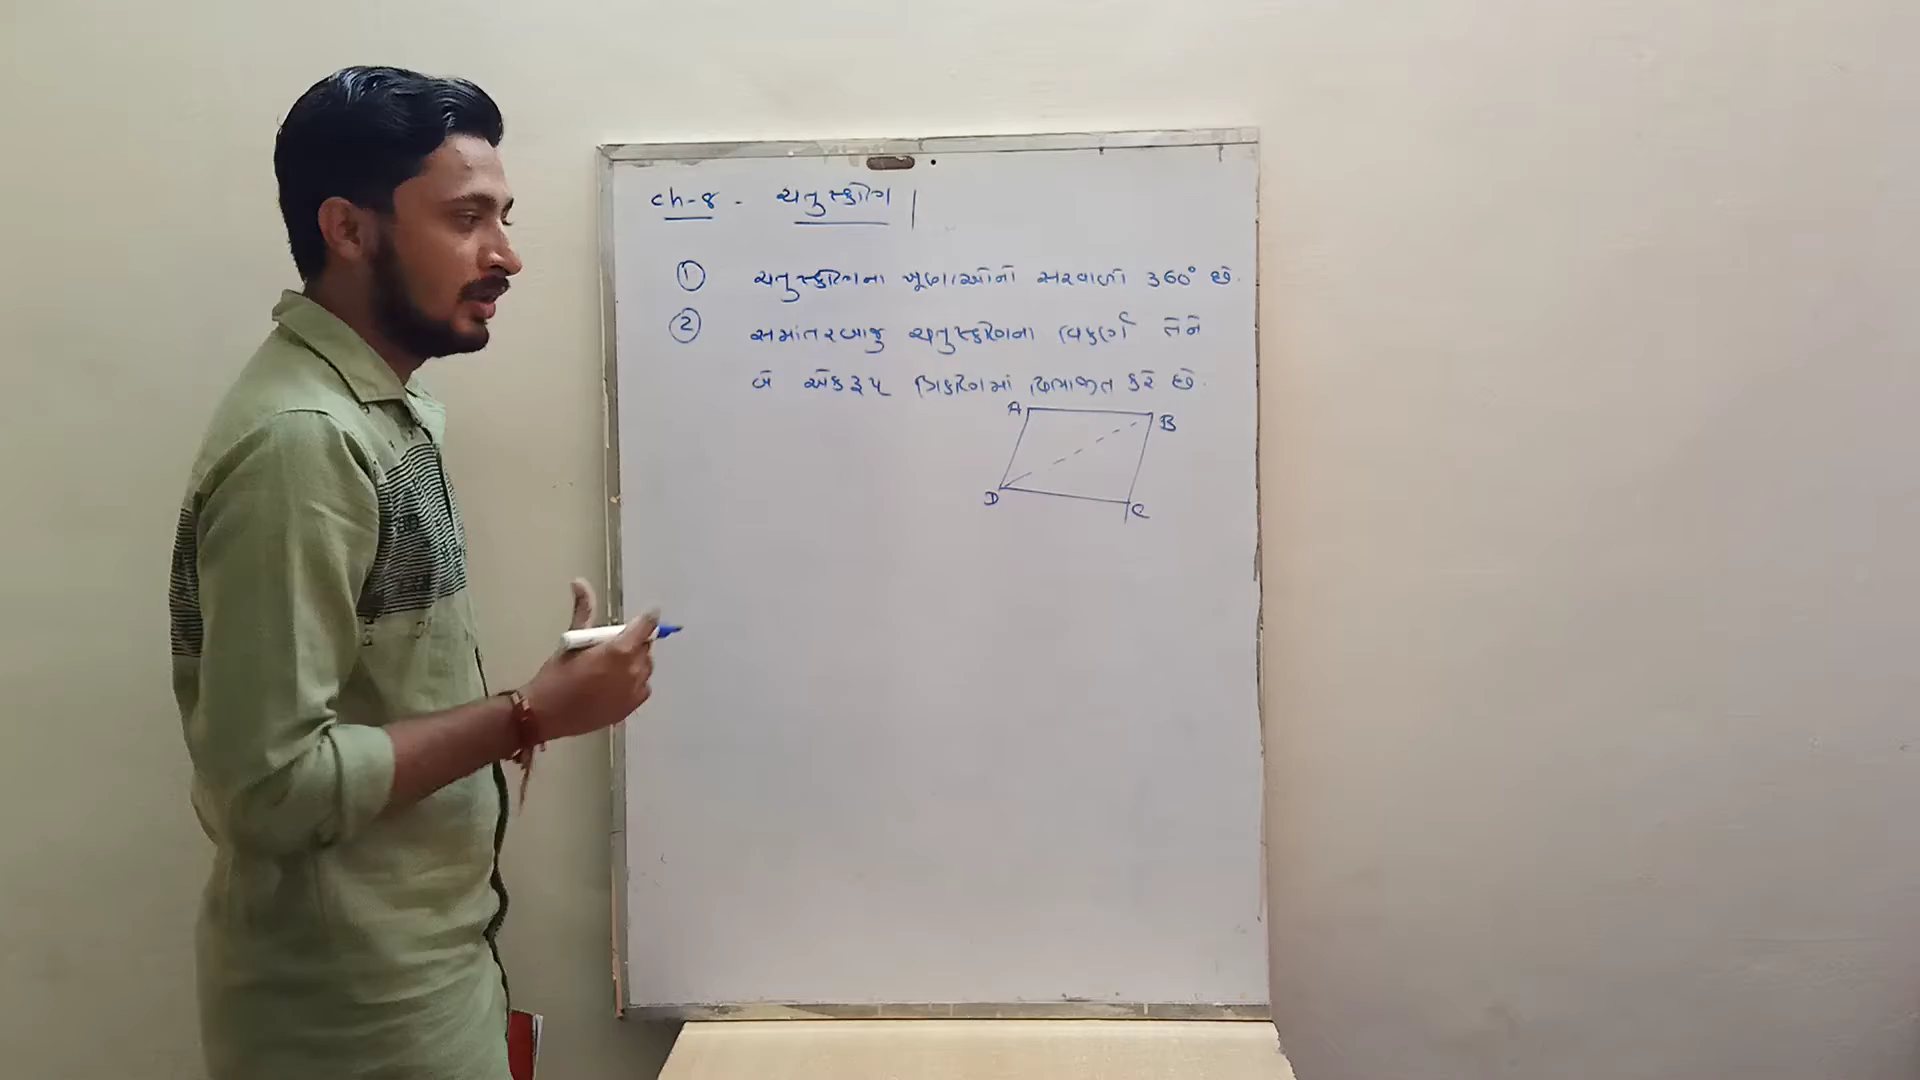 ch-8 - ચતુષ્કોણ
① ચતુષ્કોણના ખૂણાઓનો સરવાળો 360° છે.
② સમાંતરબાજુ ચતુષ્કોણના વિકર્ણ તેને
બે એકરૂપ ત્રિકોણમાં વિભાજીત કરે છે.
A B
D C